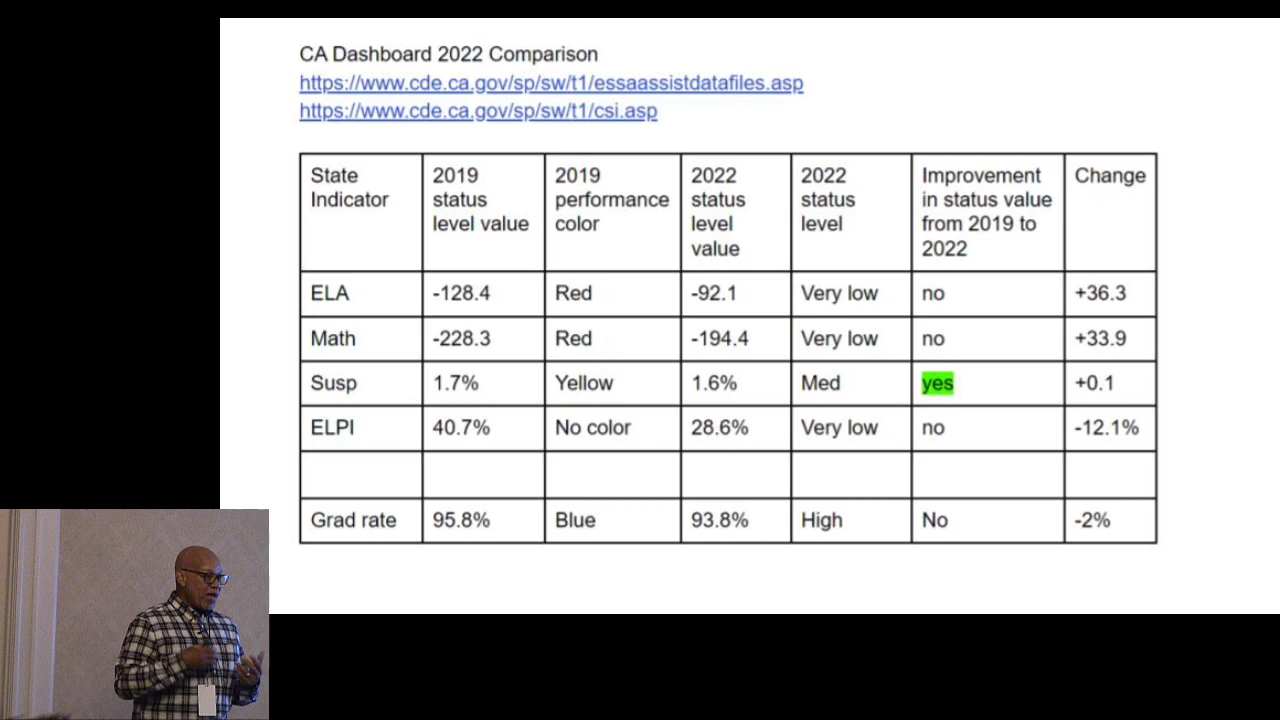 CA Dashboard 2022 Comparison
https://www.cde.ca.gov/sp/sw/t1/essaassistdatafiles.asp
https://www.cde.ca.gov/sp/sw/t1/csi.asp
State Indicator | 2019 status level value | 2019 performance color | 2022 status level value | 2022 status level | Improvement in status value from 2019 to 2022 | Change
ELA | -128.4 | Red | -92.1 | Very low | no | +36.3
Math | -228.3 | Red | -194.4 | Very low | no | +33.9
Susp | 1.7% | Yellow | 1.6% | Med | yes | +0.1
ELPI | 40.7% | No color | 28.6% | Very low | no | -12.1%
Grad rate | 95.8% | Blue | 93.8% | High | No | -2%